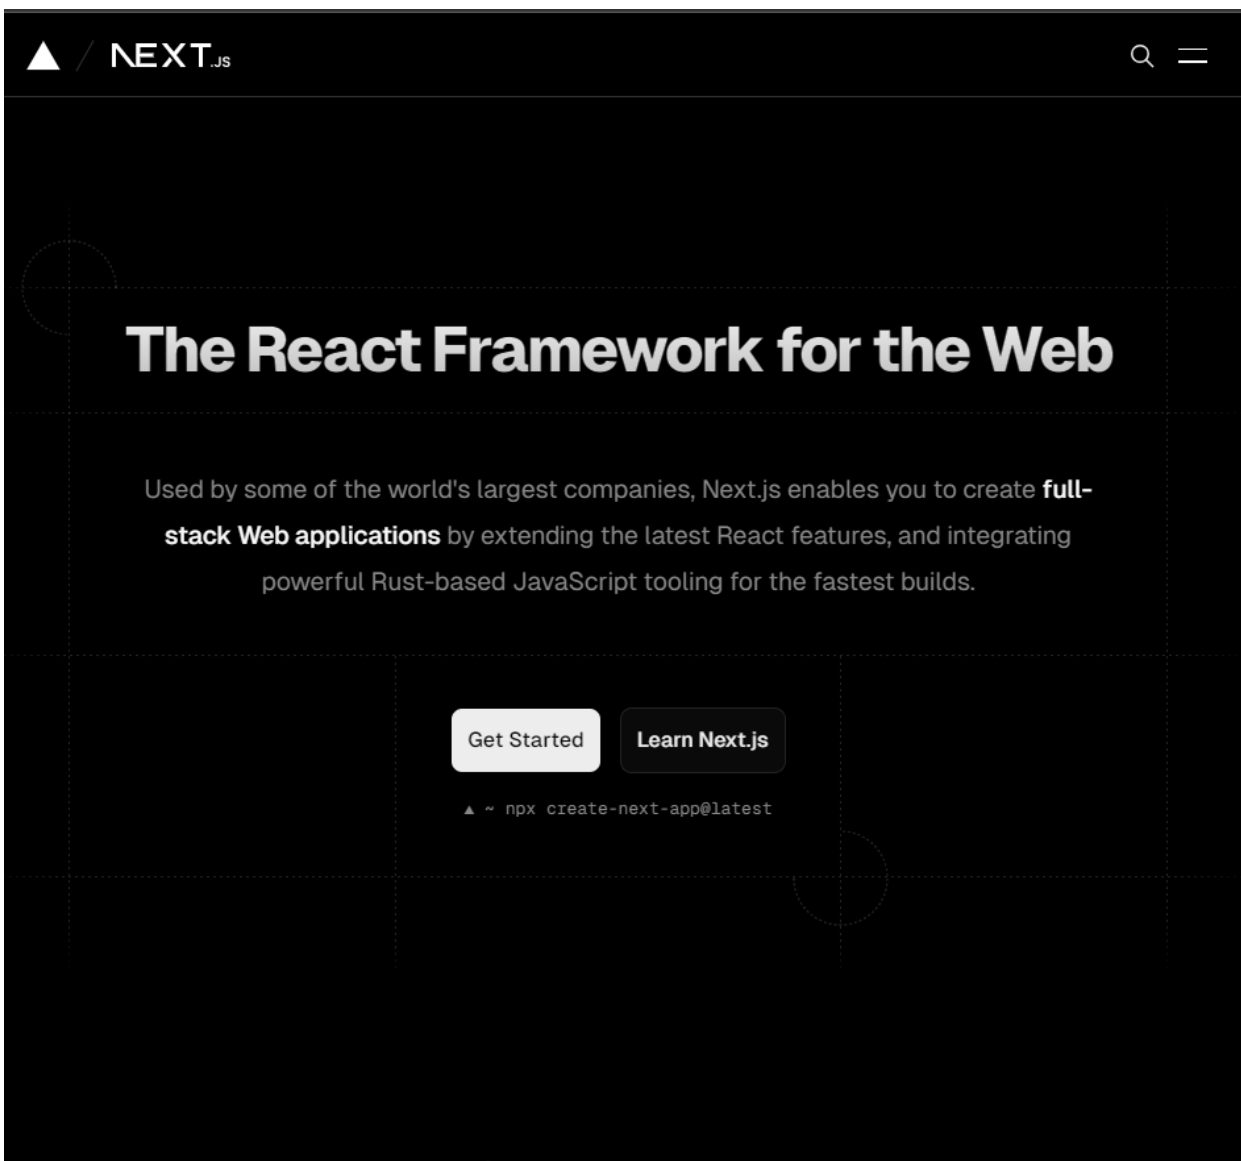 NEXT.JS
The React Framework for the Web
Used by some of the world's largest companies, Next.js enables you to create full-
stack Web applications by extending the latest React features, and integrating
powerful Rust-based JavaScript tooling for the fastest builds.
Get Started
Learn Next.js
▲ ~ npx create-next-app@latest